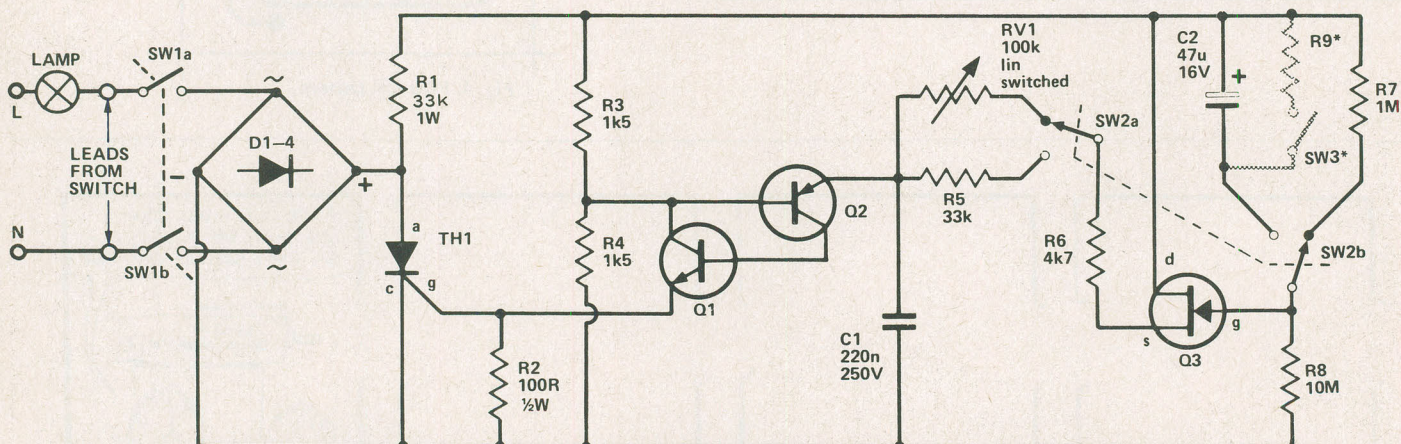 LAMP
L
SW1a
~
D1–4
LEADS
FROM
SWITCH
–
+
N
SW1b
~
R1
33k
1W
a
TH1
c
g
R2
100R
½W
R3
1k5
R4
1k5
Q1
Q2
RV1
100k
lin
switched
R5
33k
C1
220n
250V
SW2a
R6
4k7
d
s
g
Q3
C2
47u
16V
+
R9*
SW3*
R7
1M
SW2b
R8
10M